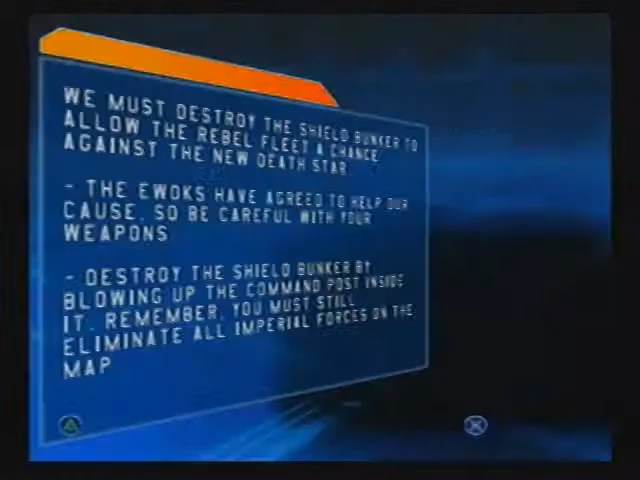 WE MUST DESTROY THE SHIELD BUNKER TO
ALLOW THE REBEL FLEET A CHANCE
AGAINST THE NEW DEATH STAR
- THE EWOKS HAVE AGREED TO HELP OUR
CAUSE, SO BE CAREFUL WITH YOUR
WEAPONS
- DESTROY THE SHIELD BUNKER BY
BLOWING UP THE COMMAND POST INSIDE
IT. REMEMBER, YOU MUST STILL
ELIMINATE ALL IMPERIAL FORCES ON THE
MAP